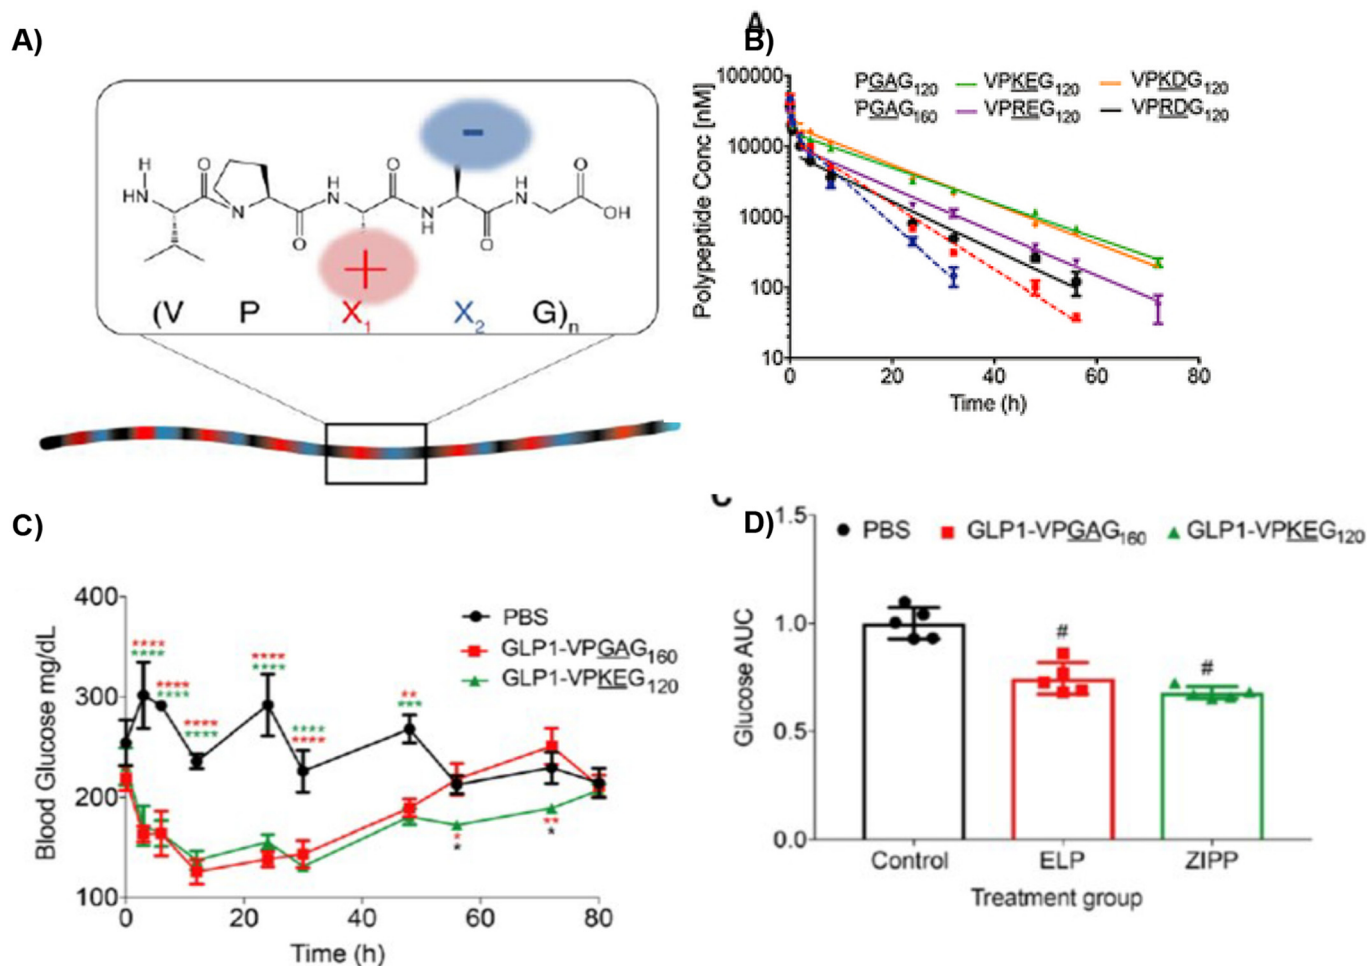 A)
H
HN
O
N
O
H
N
O
N
H
O
H
N
O
OH
−
+
(V P X₁ X₂ G)ₙ
A
B)
PGAG₁₂₀ VPKEG₁₂₀ VPKDG₁₂₀
PGAG₁₆₀ VPREG₁₂₀ VPRDG₁₂₀
Polypeptide Conc [nM]
100000
10000
1000
100
10
0 20 40 60 80
Time (h)
C)
PBS
GLP1-VPGAG₁₆₀
GLP1-VPKEG₁₂₀
Blood Glucose mg/dL
400
300
200
100
**** **** ** 
**** **** **** **** ***
**** ****
* **
* *
0 20 40 60 80
Time (h)
D)
PBS GLP1-VPGAG₁₆₀ GLP1-VPKEG₁₂₀
Glucose AUC
1.5
1.0
0.5
0.0
# #
Control ELP ZIPP
Treatment group